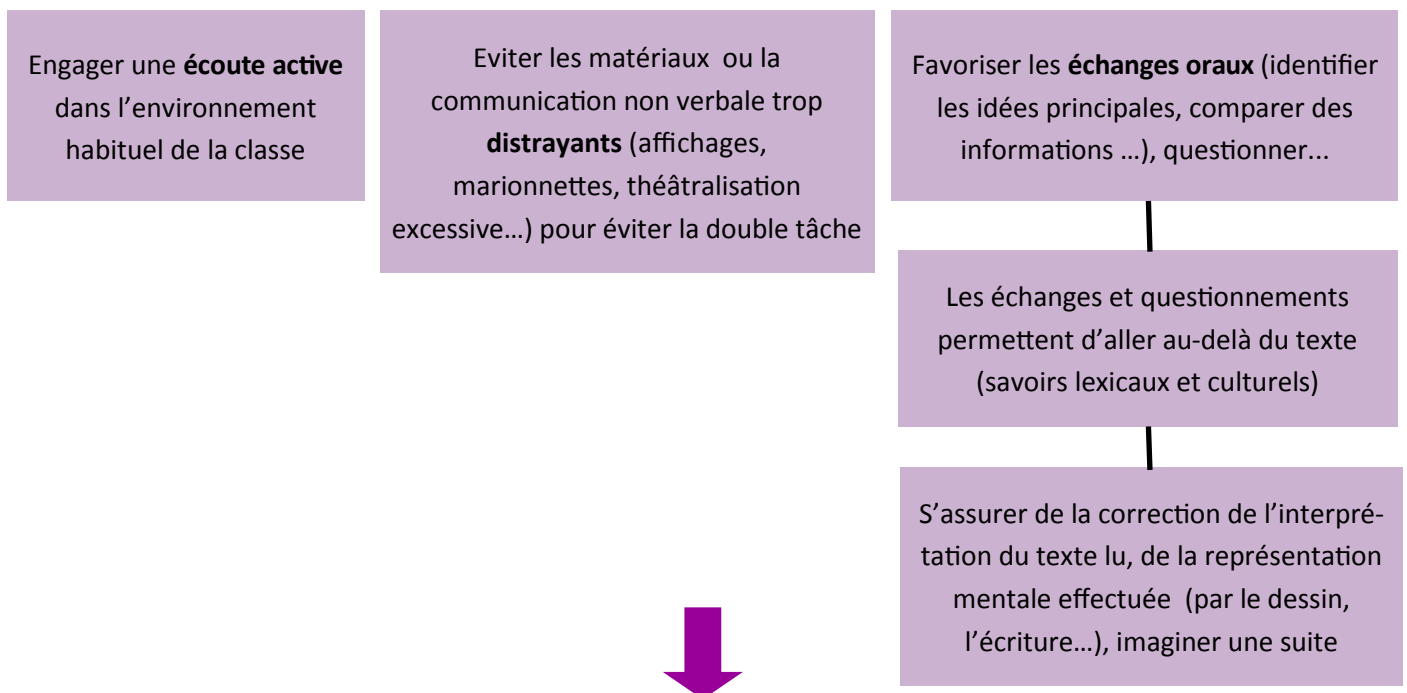 Engager une écoute active
dans l’environnement
habituel de la classe
Eviter les matériaux ou la
communication non verbale trop
distrayants (affichages,
marionnettes, théâtralisation
excessive…) pour éviter la double tâche
Favoriser les échanges oraux (identifier
les idées principales, comparer des
informations …), questionner...
Les échanges et questionnements
permettent d’aller au-delà du texte
(savoirs lexicaux et culturels)
S’assurer de la correction de l’interpré-
tation du texte lu, de la représentation
mentale effectuée (par le dessin,
l’écriture…), imaginer une suite